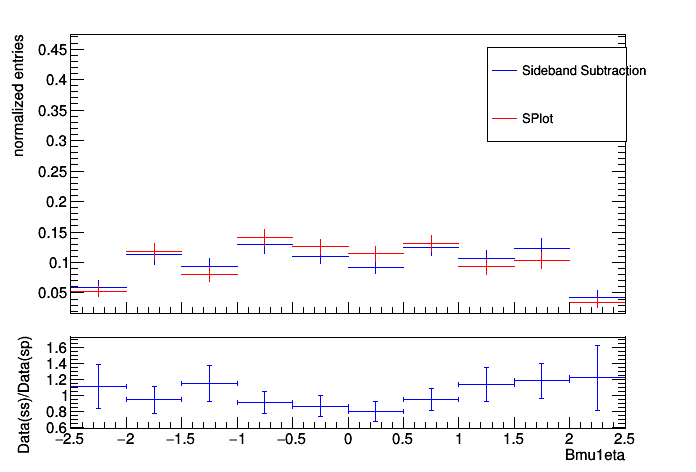 normalized entries
0.45
0.4
0.35
0.3
0.25
0.2
0.15
0.1
0.05
Sideband Subtraction
SPlot
Data(ss)/Data(sp)
1.6
1.4
1.2
1
0.8
0.6
−2.5 −2 −1.5 −1 −0.5 0 0.5 1 1.5 2 2.5
Bmu1eta